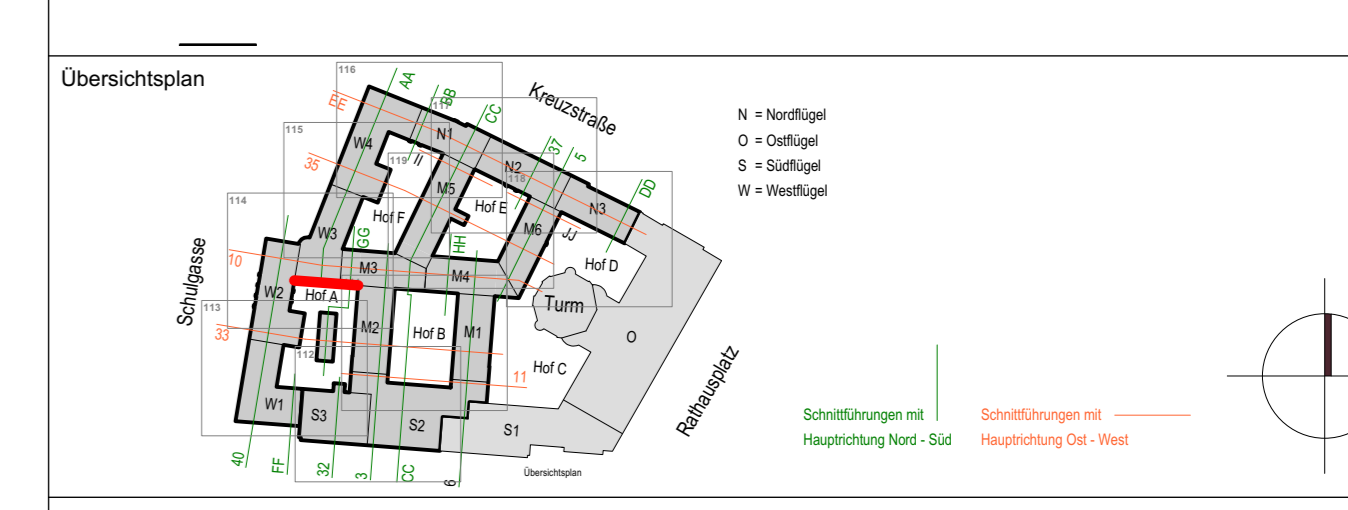 Übersichtsplan
116
AA
BB
Kreuzstraße
EE
117
CC
N = Nordflügel
115
W4
N1
37
5
O = Ostflügel
35
119
II
N2
118
S = Südflügel
M5
DD
W = Westflügel
114
Hof F
Hof E
N3
W3
GG
HH
M6
JJ
Schulgasse
10
M3
M4
Hof D
W2
Hof A
Turm
113
33
M2
Hof B
M1
O
112
Hof C
11
Rathausplatz
W1
S3
S2
S1
Schnittführungen mit
Hauptrichtung Nord - Süd
Schnittführungen mit
Hauptrichtung Ost - West
40
FF
32
3
CC
6
Übersichtsplan